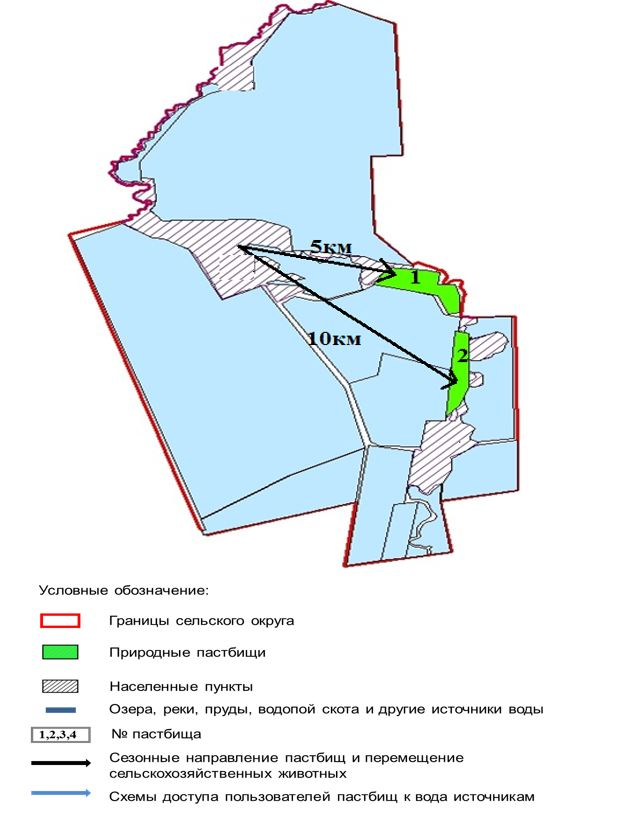 5км
1
10км
2
Условные обозначение:
Границы сельского округа
Природные пастбищи
Населенные пункты
Озера, реки, пруды, водопой скота и другие источники воды
1,2,3,4 № пастбища
Сезонные направление пастбищ и перемещение
сельскохозяйственных животных
Схемы доступа пользователей пастбищ к вода источникам